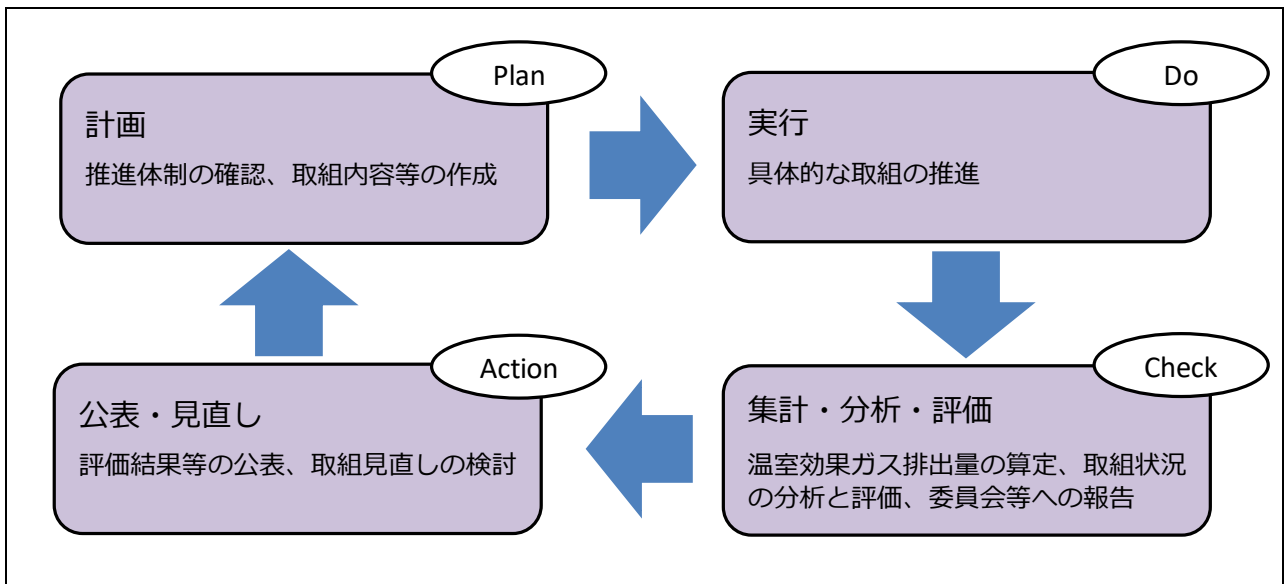 Plan
計画
推進体制の確認、取組内容等の作成
Do
実行
具体的な取組の推進
Check
集計・分析・評価
温室効果ガス排出量の算定、取組状況
の分析と評価、委員会等への報告
Action
公表・見直し
評価結果等の公表、取組見直しの検討